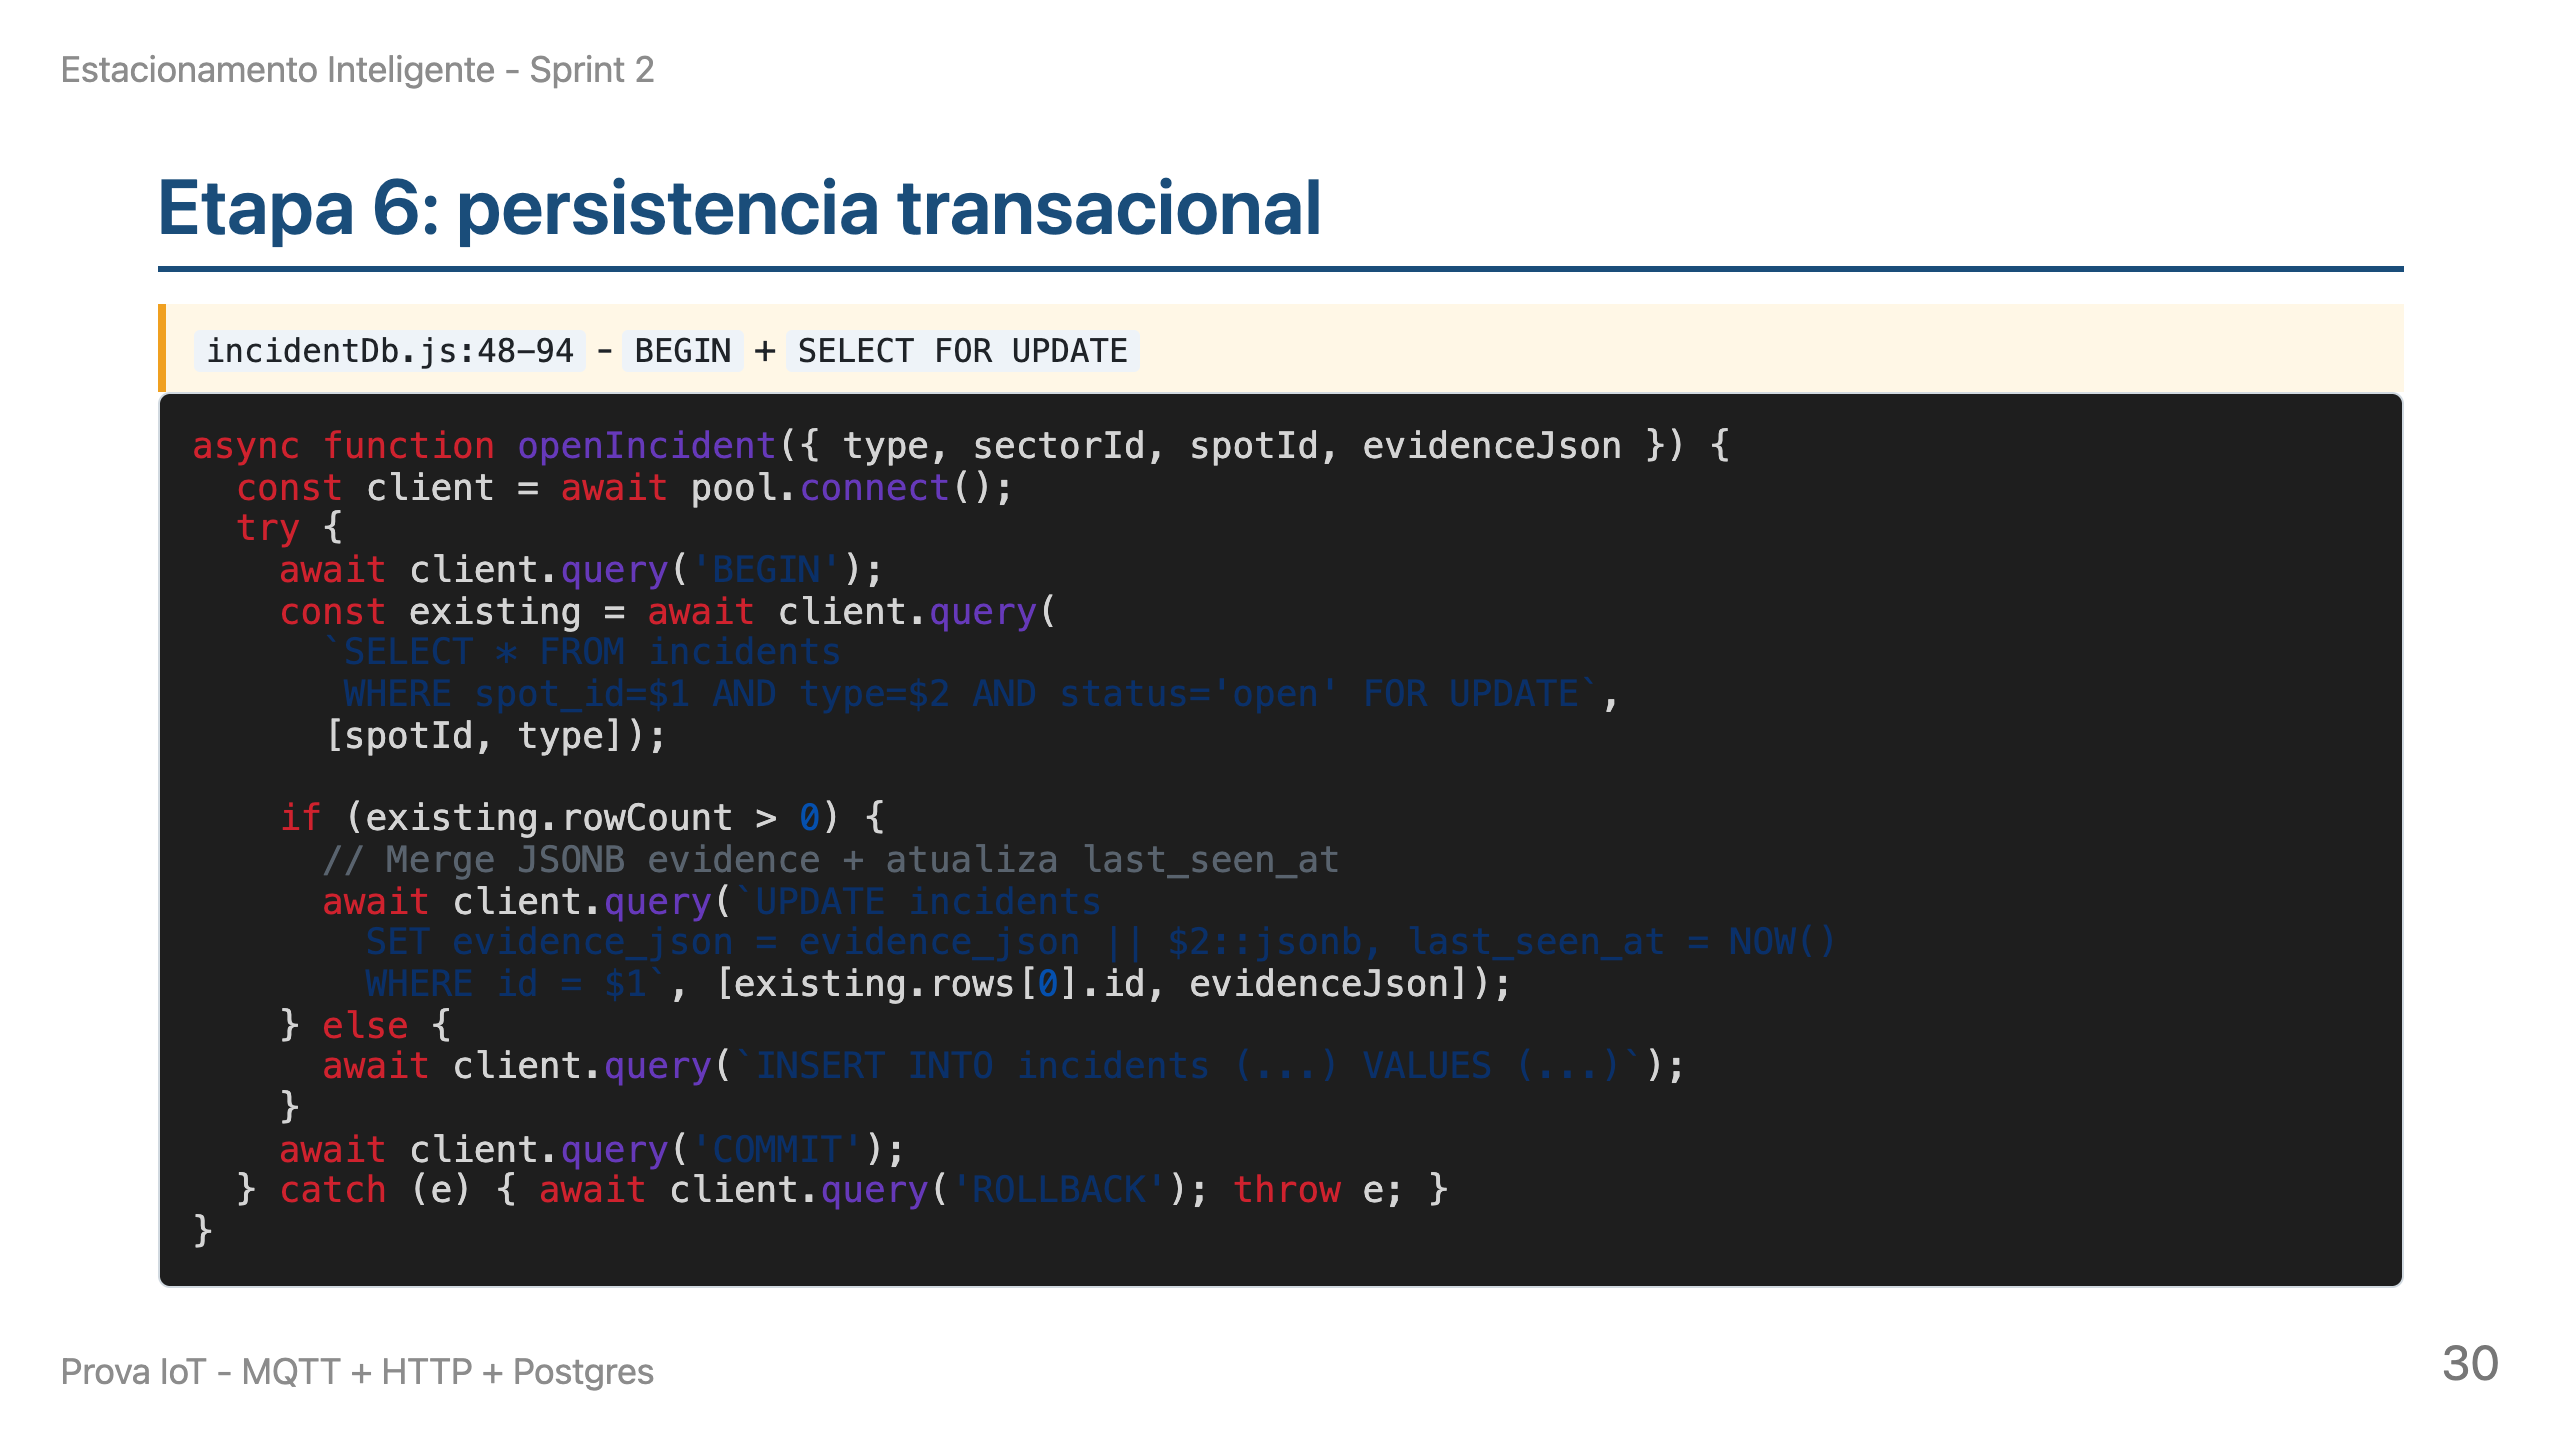 Estacionamento Inteligente - Sprint 2
Etapa 6: persistencia transacional
incidentDb.js:48–94 - BEGIN + SELECT FOR UPDATE
async function openIncident({ type, sectorId, spotId, evidenceJson }) {
  const client = await pool.connect();
  try {
    await client.query('BEGIN');
    const existing = await client.query(
      `SELECT * FROM incidents
       WHERE spot_id=$1 AND type=$2 AND status='open' FOR UPDATE`,
      [spotId, type]);
    if (existing.rowCount > 0) {
      // Merge JSONB evidence + atualiza last_seen_at
      await client.query(`UPDATE incidents
        SET evidence_json = evidence_json || $2::jsonb, last_seen_at = NOW()
        WHERE id = $1`, [existing.rows[0].id, evidenceJson]);
    } else {
      await client.query(`INSERT INTO incidents (...) VALUES (...)`);
    }
    await client.query('COMMIT');
  } catch (e) { await client.query('ROLLBACK'); throw e; }
}
Prova IoT - MQTT + HTTP + Postgres
30